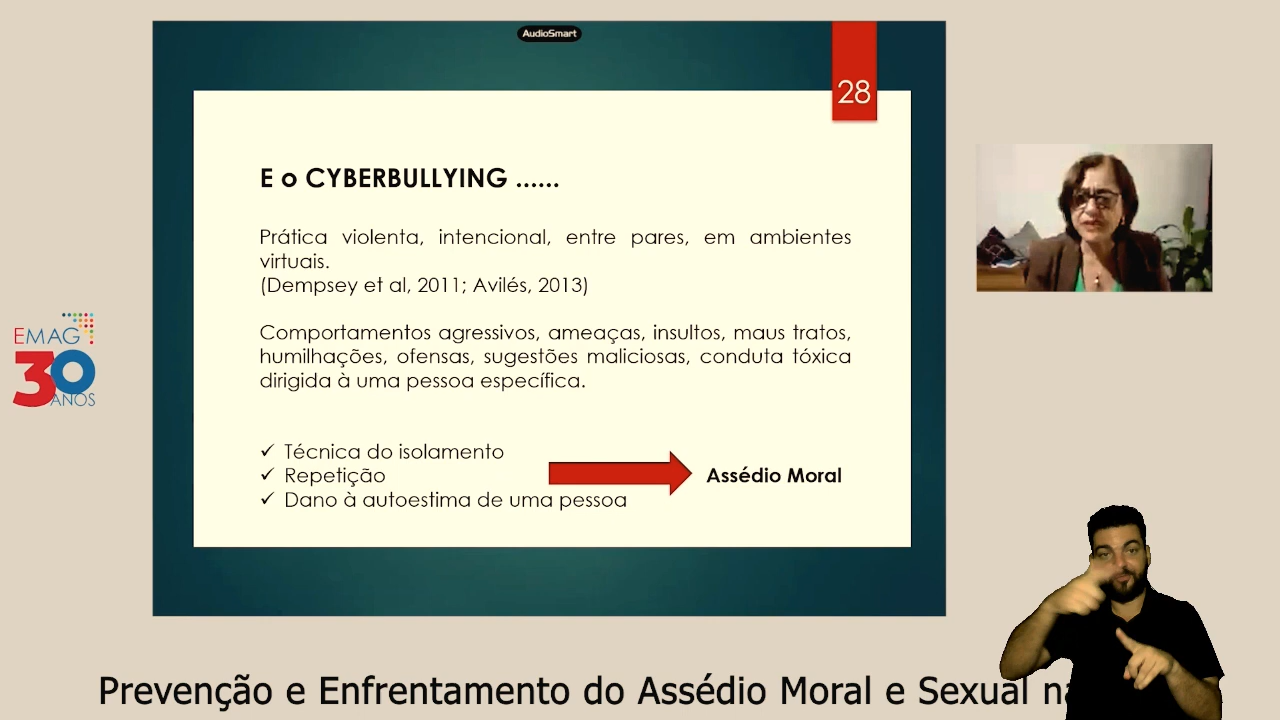 AudioSmart
28
E o CYBERBULLYING ......
Prática violenta, intencional, entre pares, em ambientes
virtuais.
(Dempsey et al, 2011; Avilés, 2013)
Comportamentos agressivos, ameaças, insultos, maus tratos,
humilhações, ofensas, sugestões maliciosas, conduta tóxica
dirigida à uma pessoa específica.
✓ Técnica do isolamento
✓ Repetição
✓ Dano à autoestima de uma pessoa
Assédio Moral
EMAG
30
ANOS
Prevenção e Enfrentamento do Assédio Moral e Sexual